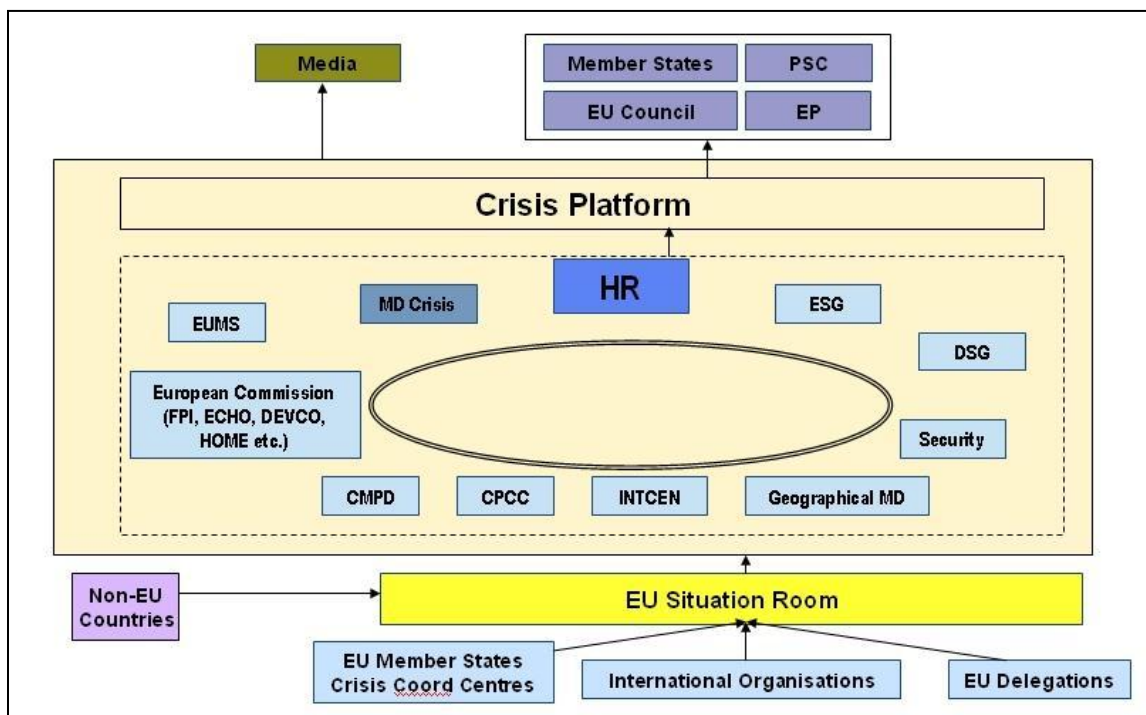 Media
Member States
PSC
EU Council
EP
Crisis Platform
HR
MD Crisis
ESG
EUMS
DSG
European Commission
(FPI, ECHO, DEVCO,
HOME etc.)
Security
CMPD
CPCC
INTCEN
Geographical MD
Non-EU
Countries
EU Situation Room
EU Member States
Crisis Coord Centres
International Organisations
EU Delegations